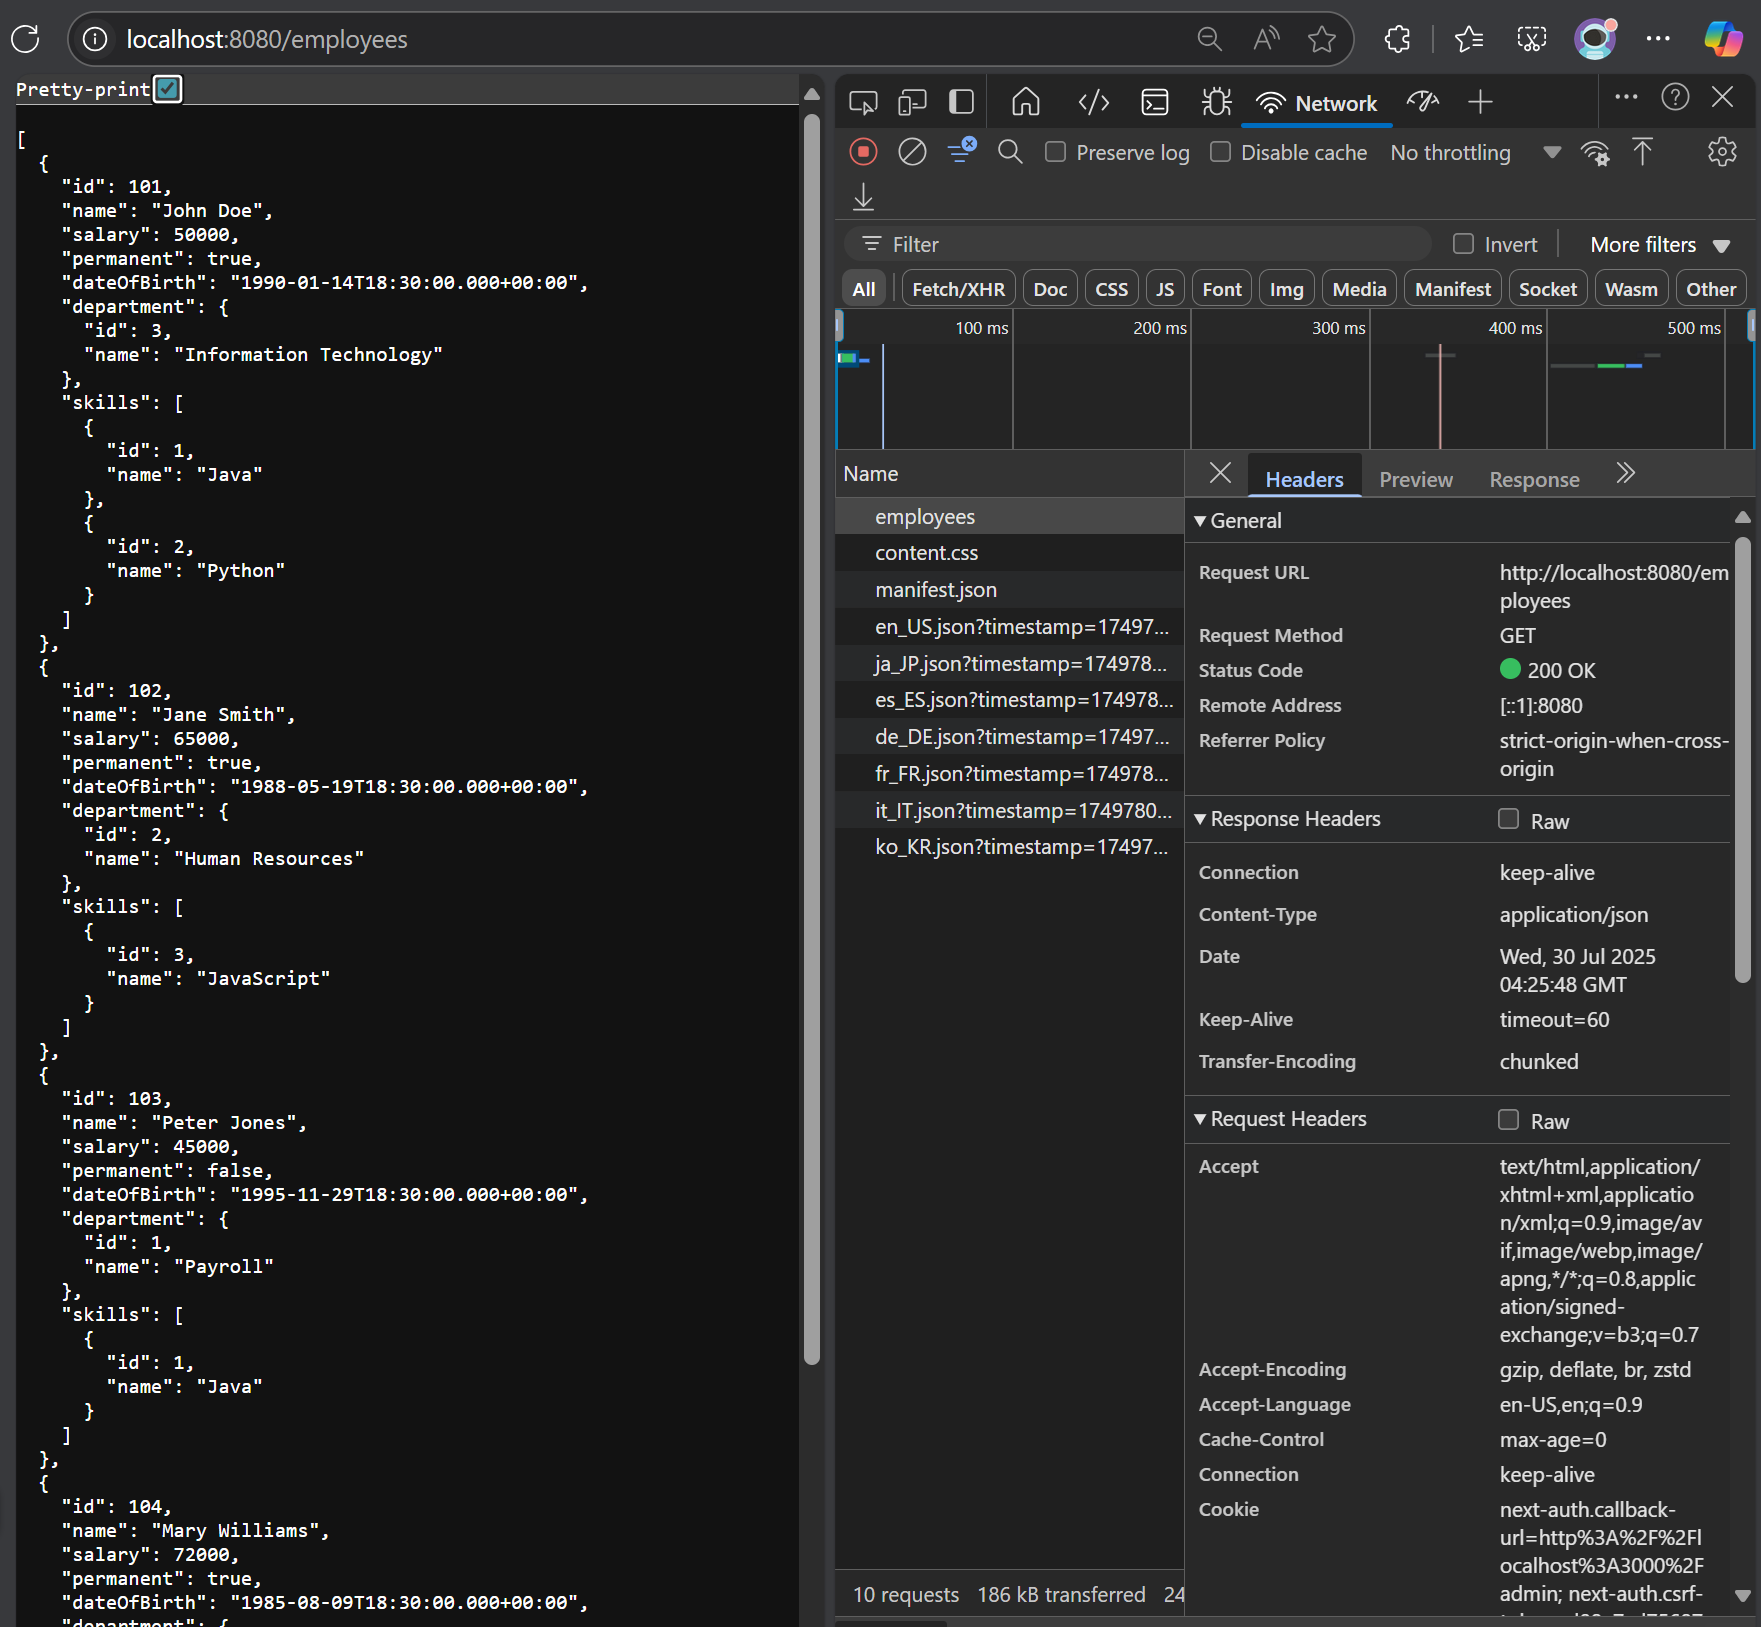 localhost:8080/employees
Pretty-print
[
  {
    "id": 101,
    "name": "John Doe",
    "salary": 50000,
    "permanent": true,
    "dateOfBirth": "1990-01-14T18:30:00.000+00:00",
    "department": {
      "id": 3,
      "name": "Information Technology"
    },
    "skills": [
      {
        "id": 1,
        "name": "Java"
      },
      {
        "id": 2,
        "name": "Python"
      }
    ]
  },
  {
    "id": 102,
    "name": "Jane Smith",
    "salary": 65000,
    "permanent": true,
    "dateOfBirth": "1988-05-19T18:30:00.000+00:00",
    "department": {
      "id": 2,
      "name": "Human Resources"
    },
    "skills": [
      {
        "id": 3,
        "name": "JavaScript"
      }
    ]
  },
  {
    "id": 103,
    "name": "Peter Jones",
    "salary": 45000,
    "permanent": false,
    "dateOfBirth": "1995-11-29T18:30:00.000+00:00",
    "department": {
      "id": 1,
      "name": "Payroll"
    },
    "skills": [
      {
        "id": 1,
        "name": "Java"
      }
    ]
  },
  {
    "id": 104,
    "name": "Mary Williams",
    "salary": 72000,
    "permanent": true,
    "dateOfBirth": "1985-08-09T18:30:00.000+00:00",
    "department": {
Network
Preserve log Disable cache No throttling
Filter Invert More filters
All Fetch/XHR Doc CSS JS Font Img Media Manifest Socket Wasm Other
100 ms 200 ms 300 ms 400 ms 500 ms
Name
employees
content.css
manifest.json
en_US.json?timestamp=17497...
ja_JP.json?timestamp=174978...
es_ES.json?timestamp=174978...
de_DE.json?timestamp=17497...
fr_FR.json?timestamp=174978...
it_IT.json?timestamp=1749780...
ko_KR.json?timestamp=17497...
10 requests 186 kB transferred 24
Headers Preview Response
General
Request URL http://localhost:8080/em
ployees
Request Method GET
Status Code 200 OK
Remote Address [::1]:8080
Referrer Policy strict-origin-when-cross-
origin
Response Headers Raw
Connection keep-alive
Content-Type application/json
Date Wed, 30 Jul 2025
04:25:48 GMT
Keep-Alive timeout=60
Transfer-Encoding chunked
Request Headers Raw
Accept text/html,application/
xhtml+xml,applicatio
n/xml;q=0.9,image/av
if,image/webp,image/
apng,*/*;q=0.8,applic
ation/signed-
exchange;v=b3;q=0.7
Accept-Encoding gzip, deflate, br, zstd
Accept-Language en-US,en;q=0.9
Cache-Control max-age=0
Connection keep-alive
Cookie next-auth.callback-
url=http%3A%2F%2Fl
ocalhost%3A3000%2F
admin; next-auth.csrf-